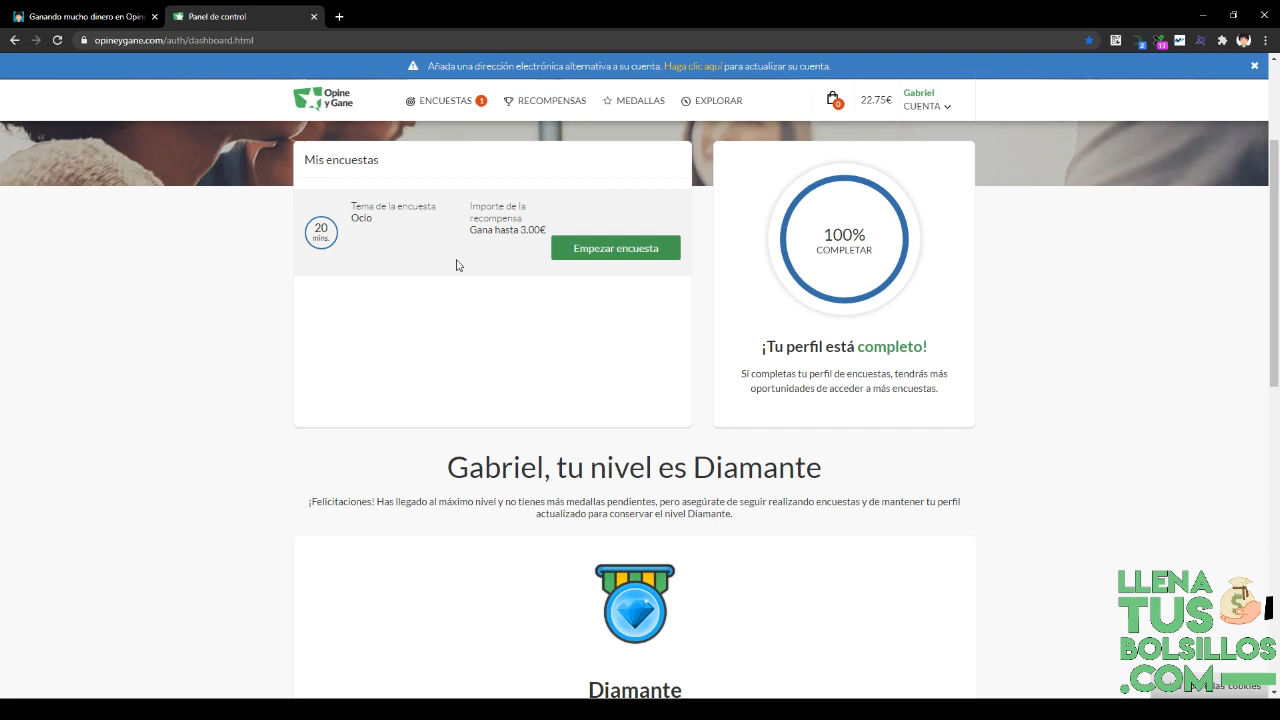 Ganando mucho dinero en Opin
Panel de control
opineygane.com/auth/dashboard.html
2
13
Añada una dirección electrónica alternativa a su cuenta. Haga clic aquí para actualizar su cuenta.
Opine
y Gane
ENCUESTAS 1
RECOMPENSAS
MEDALLAS
EXPLORAR
0
22.75€
Gabriel
CUENTA
Mis encuestas
20
mins.
Tema de la encuesta
Ocio
Importe de la
recompensa
Gana hasta 3.00€
Empezar encuesta
100%
COMPLETAR
¡Tu perfil está completo!
Si completas tu perfil de encuestas, tendrás más
oportunidades de acceder a más encuestas.
Gabriel, tu nivel es Diamante
¡Felicitaciones! Has llegado al máximo nivel y no tienes más medallas pendientes, pero asegúrate de seguir realizando encuestas y de mantener tu perfil
actualizado para conservar el nivel Diamante.
Diamante
LLENA
TUS
BOLSILLOS
.COM
las cookies